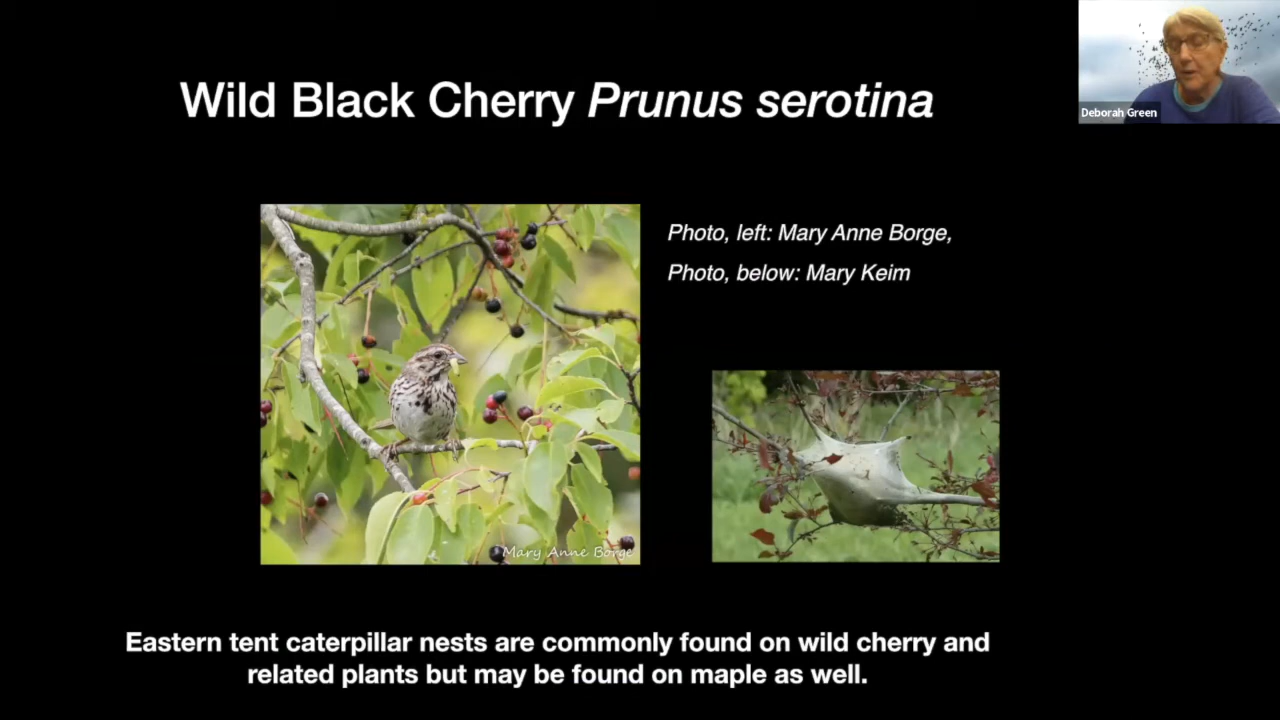 Deborah Green
Wild Black Cherry Prunus serotina
Photo, left: Mary Anne Borge,
Photo, below: Mary Keim
Mary Anne Borge
Eastern tent caterpillar nests are commonly found on wild cherry and
related plants but may be found on maple as well.